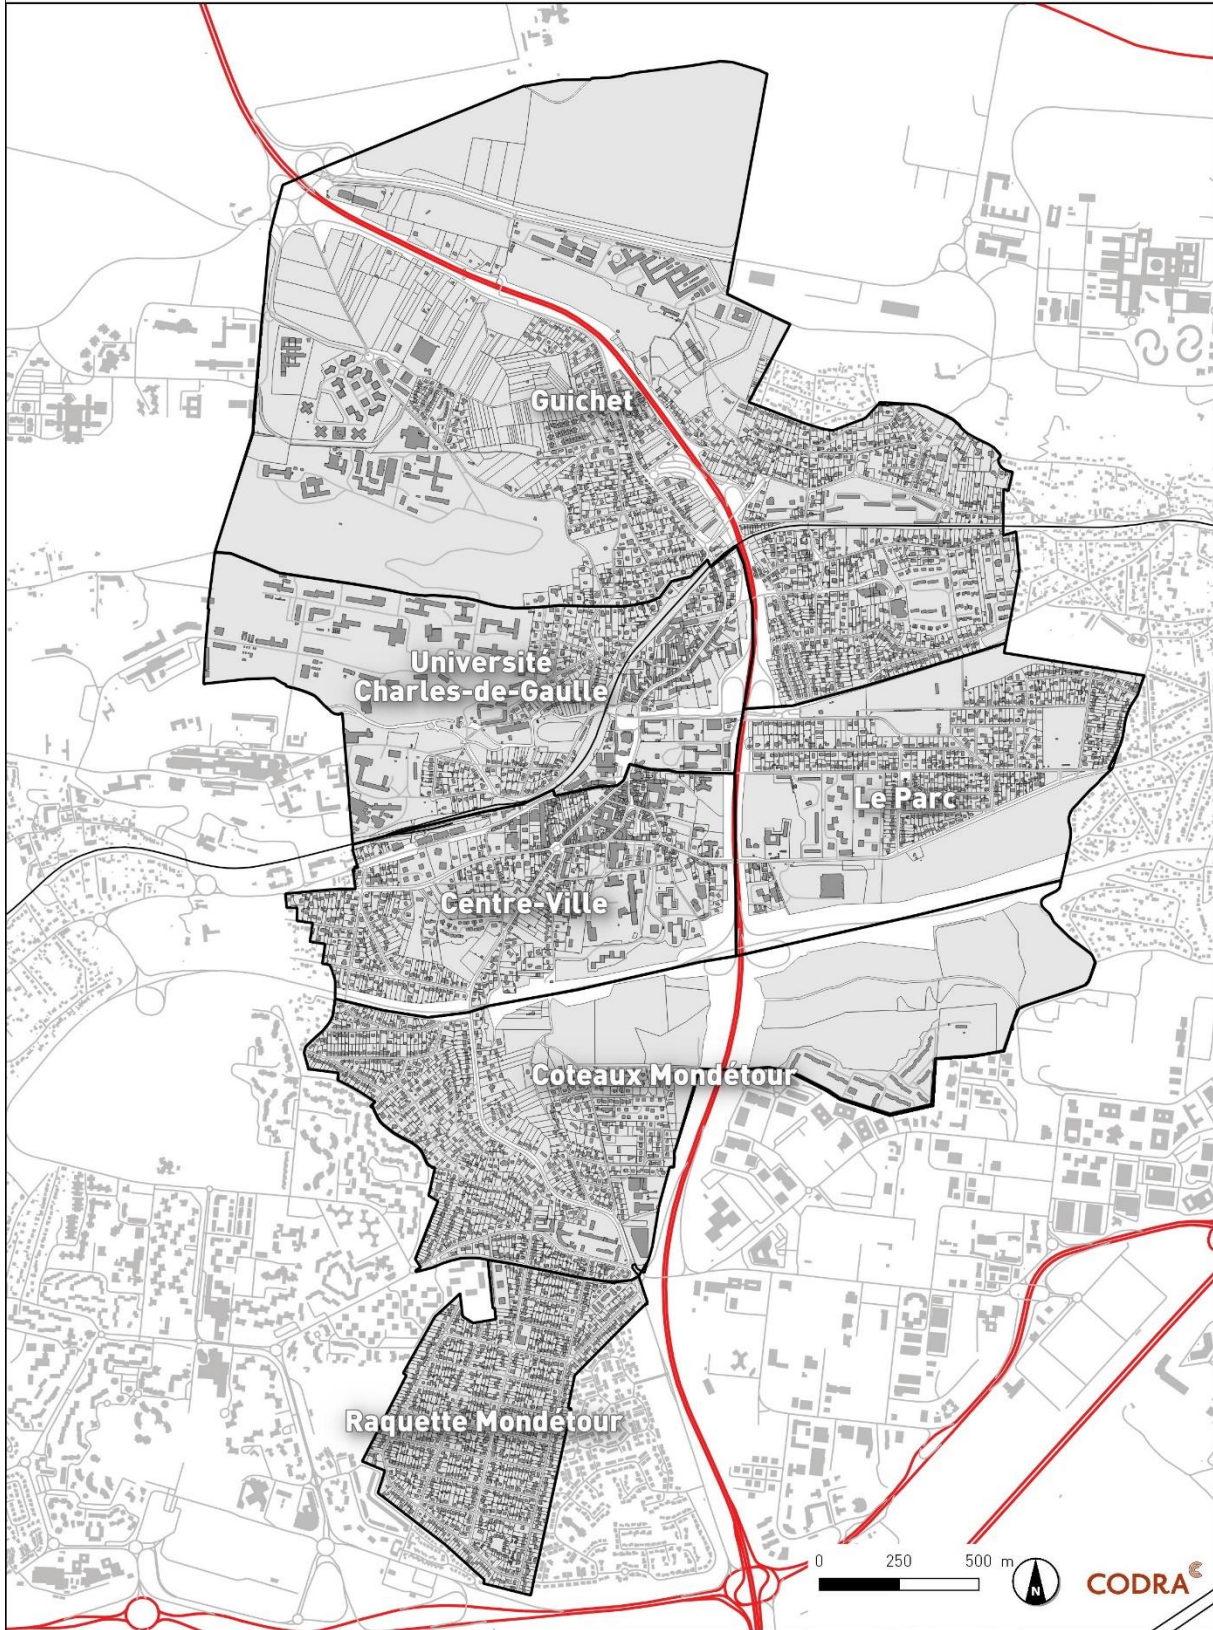 Guichet
Université
Charles-de-Gaulle
Le Parc
Centre-Ville
Coteaux Mondétour
Raquette Mondétour
0 250 500 m
N
CODRA